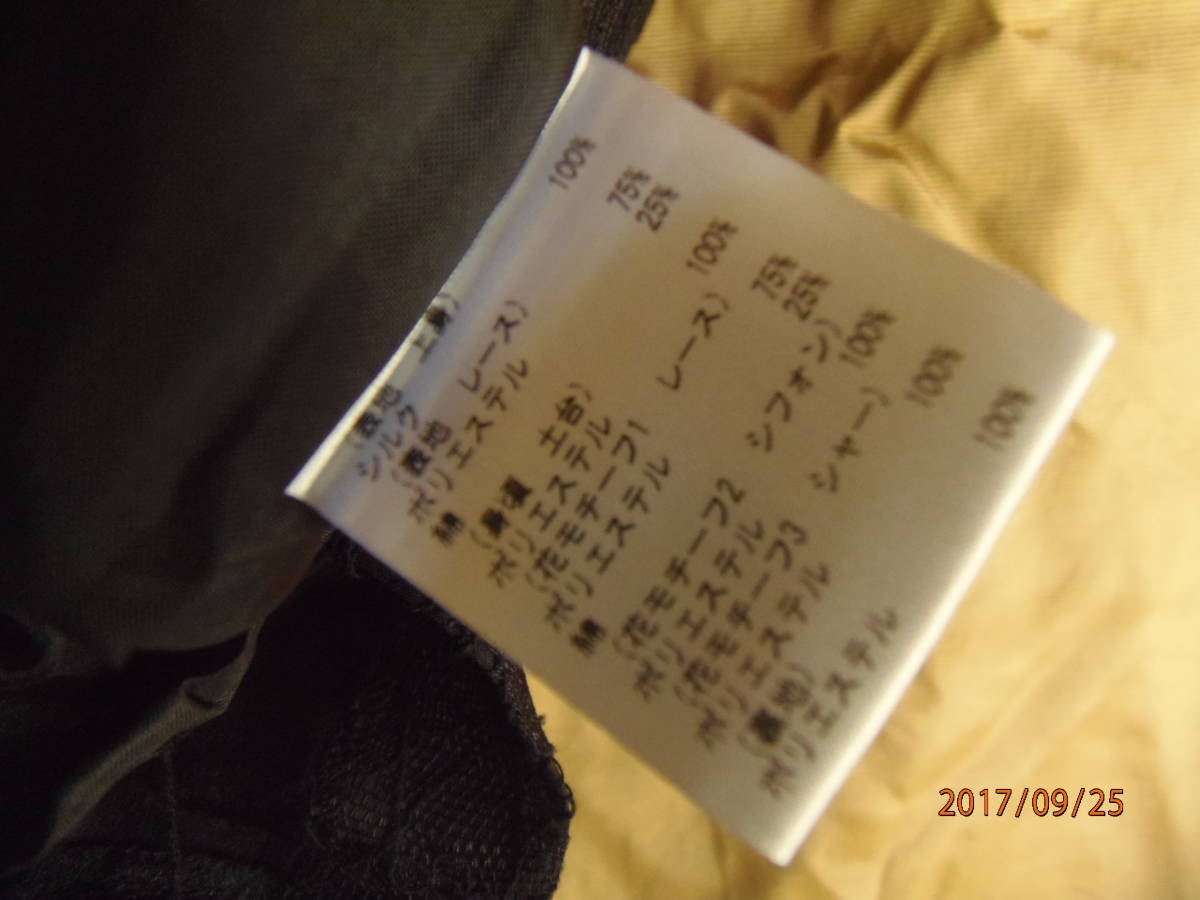 (表地 上身)
シルク 100%
(表地 レース)
ポリエステル 75%
綿 25%
(身頃 土台)
ポリエステル 100%
(花モチーフ1 レース)
ポリエステル 75%
綿 25%
(花モチーフ2 シフォン)
ポリエステル 100%
(花モチーフ3 シャー)
ポリエステル 100%
(裏地)
ポリエステル 100%
2017/09/25